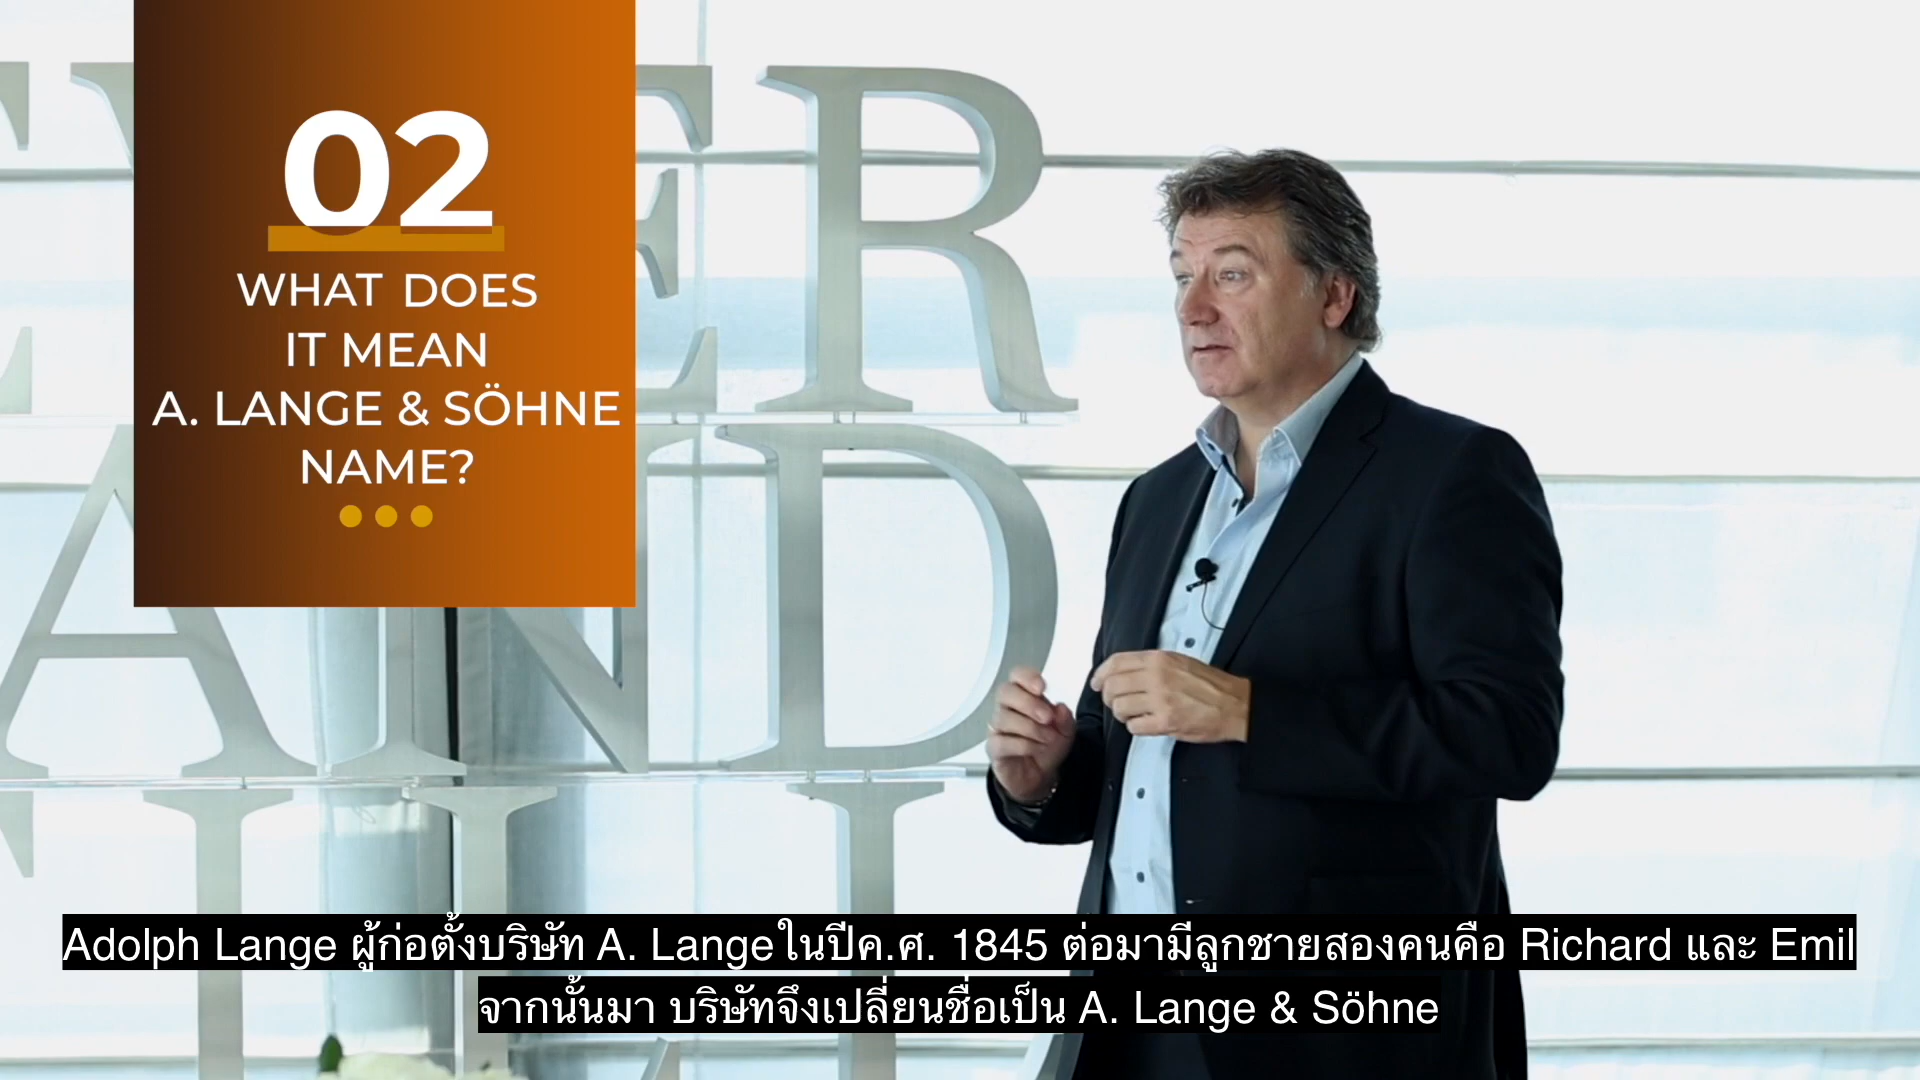 02
WHAT DOES
IT MEAN
A. LANGE & SÖHNE
NAME?
Adolph Lange ผู้ก่อตั้งบริษัท A. Lange ในปีค.ศ. 1845 ต่อมามีลูกชายสองคนคือ Richard และ Emil
จากนั้นมา บริษัทจึงเปลี่ยนชื่อเป็น A. Lange & Söhne